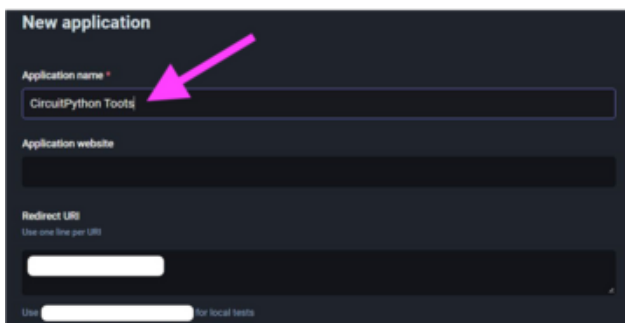 New application
Application name *
CircuitPython Toots
Application website
Redirect URI
Use one line per URI
Use for local tests